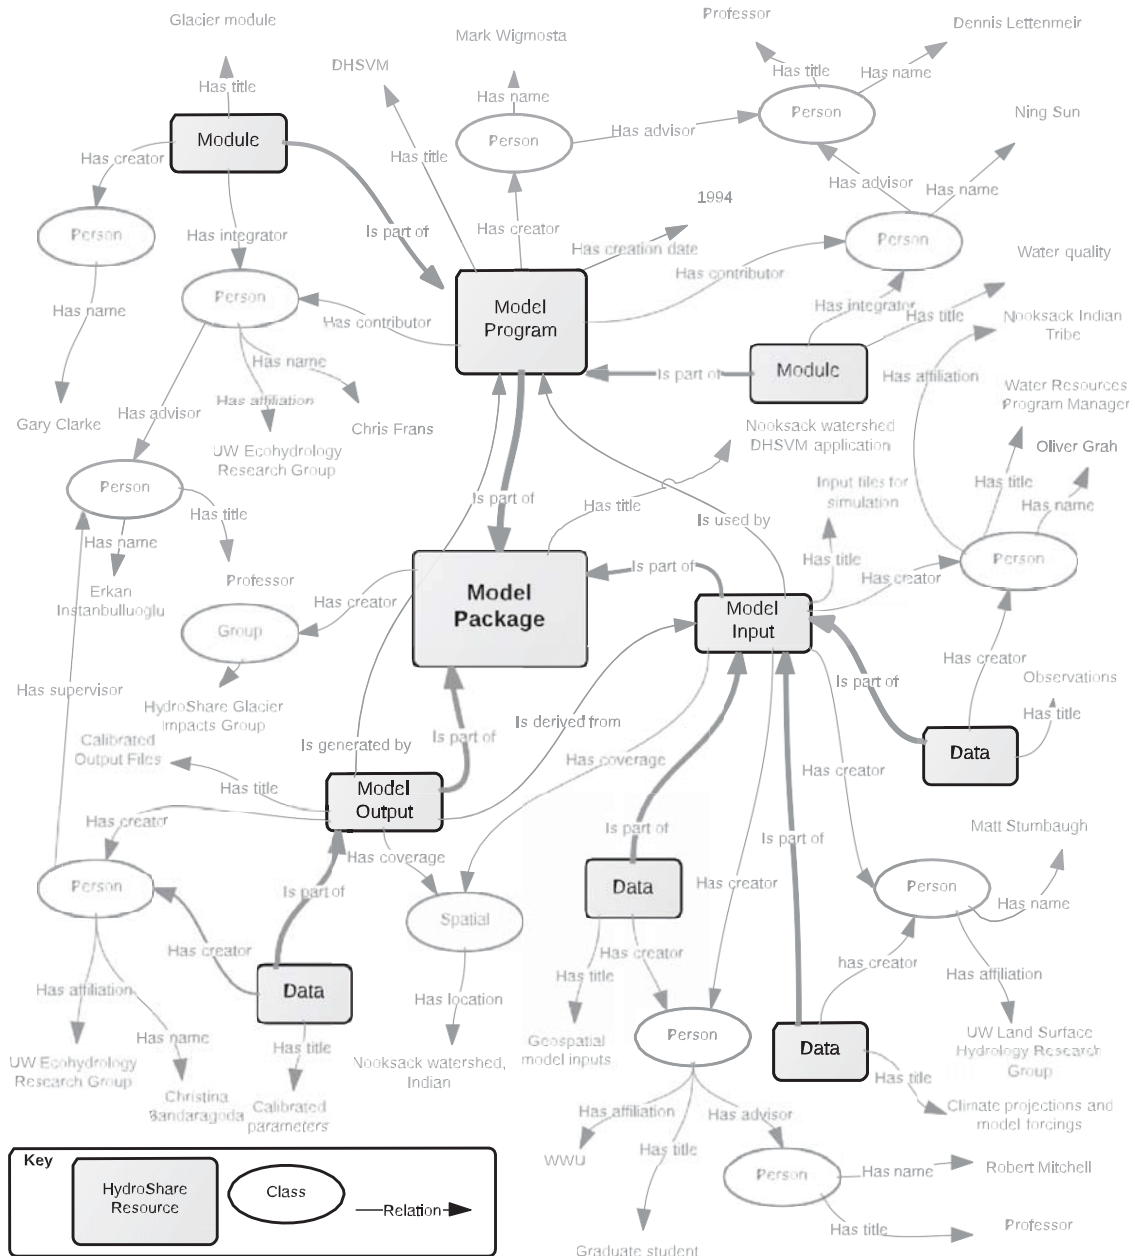 Glacier module
Has title
Module
Has creator
Person
Has name
Gary Clarke
Has integrator
Person
Has name
Has affiliation
Chris Frans
UW Ecohydrology
Research Group
Has advisor
Person
Has title
Has name
Professor
Erkan
Instanbulluoglu
Is part of
DHSVM
Has title
Mark Wigmosta
Has name
Person
Has creator
Has advisor
Professor
Has title
Dennis Lettenmeir
Has name
Person
Has advisor
Ning Sun
Has name
Person
1994
Has creation date
Has contributor
Has contributor
Model
Program
Has integrator
Water quality
Has title
Module
Is part of
Nooksack Indian
Tribe
Has affiliation
Water Resources
Program Manager
Has title
Oliver Grah
Has name
Person
Nooksack watershed
DHSVM application
Has title
Is part of
Is used by
Input files for
simulation
Has title
Has creator
Model
Package
Is part of
Model
Input
Has creator
Group
HydroShare Glacier
Impacts Group
Has creator
Is part of
Observations
Has title
Data
Has supervisor
Is derived from
Is part of
Is generated by
Calibrated
Output Files
Has title
Model
Output
Has creator
Has coverage
Has coverage
Has creator
Person
Is part of
Spatial
Has location
Nooksack watershed,
Indian
Has creator
Data
Has affiliation
Has name
Has title
UW Ecohydrology
Research Group
Christina
Bandaragoda
Calibrated
parameters
Is part of
Data
Has creator
Has title
Geospatial
model inputs
Has creator
Person
Is part of
Matt Stumbaugh
Person
Has name
has creator
Has affiliation
UW Land Surface
Hydrology Research
Group
Data
Has title
Climate projections and
model forcings
Has affiliation
Has title
Has advisor
WWU
Graduate student
Person
Has name
Robert Mitchell
Has title
Professor
Key
HydroShare
Resource
Class
Relation